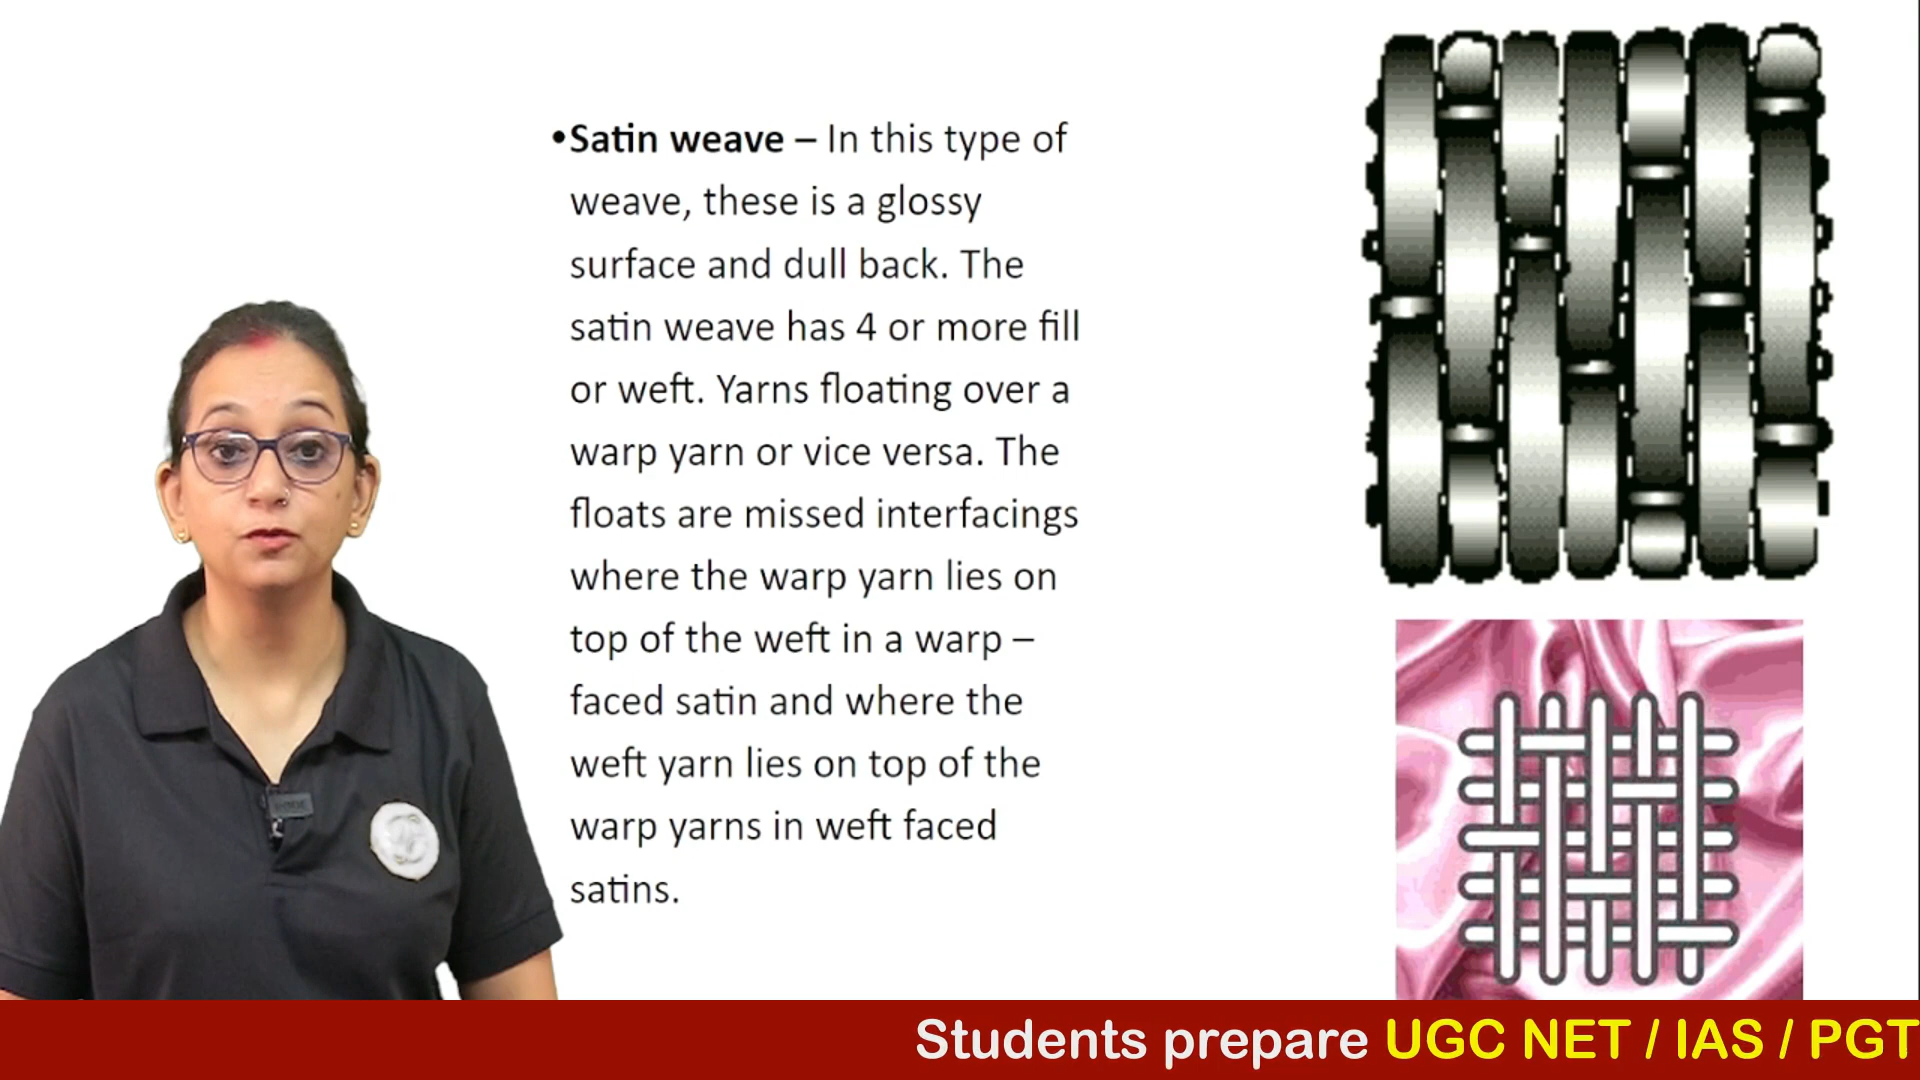 •Satin weave – In this type of
weave, these is a glossy
surface and dull back. The
satin weave has 4 or more fill
or weft. Yarns floating over a
warp yarn or vice versa. The
floats are missed interfacings
where the warp yarn lies on
top of the weft in a warp –
faced satin and where the
weft yarn lies on top of the
warp yarns in weft faced
satins.
Students prepare UGC NET / IAS / PGT